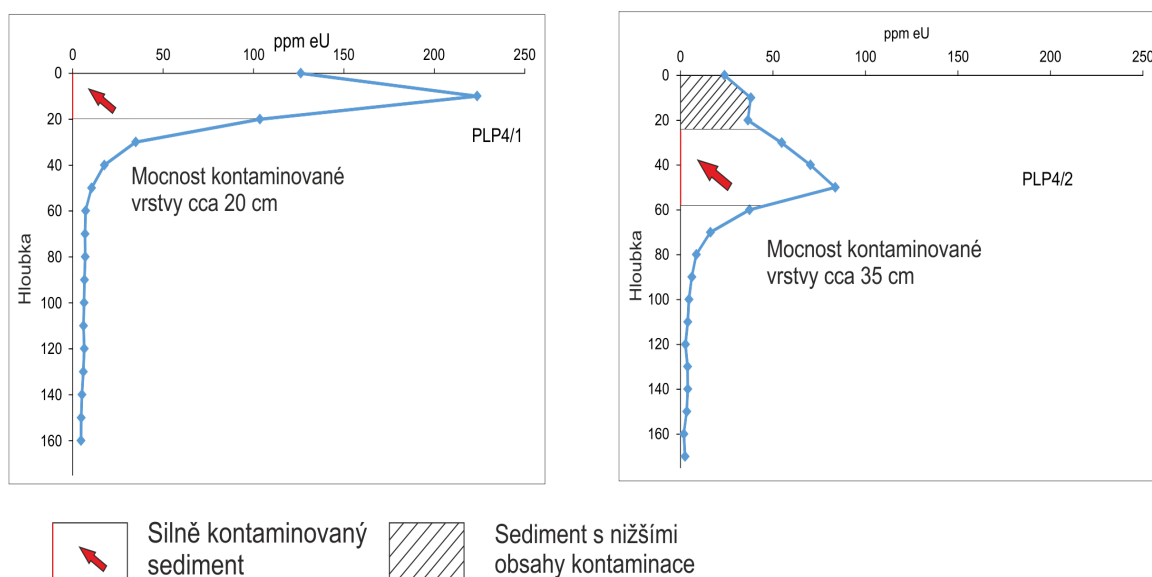 ppm eU
0 50 100 150 200 250
0
20
40
60
80
100
120
140
160
Hloubka
PLP4/1
Mocnost kontaminované
vrstvy cca 20 cm
ppm eU
0 50 100 150 200 250
0
20
40
60
80
100
120
140
160
Hloubka
PLP4/2
Mocnost kontaminované
vrstvy cca 35 cm
Silně kontaminovaný
sediment
Sediment s nižšími
obsahy kontaminace